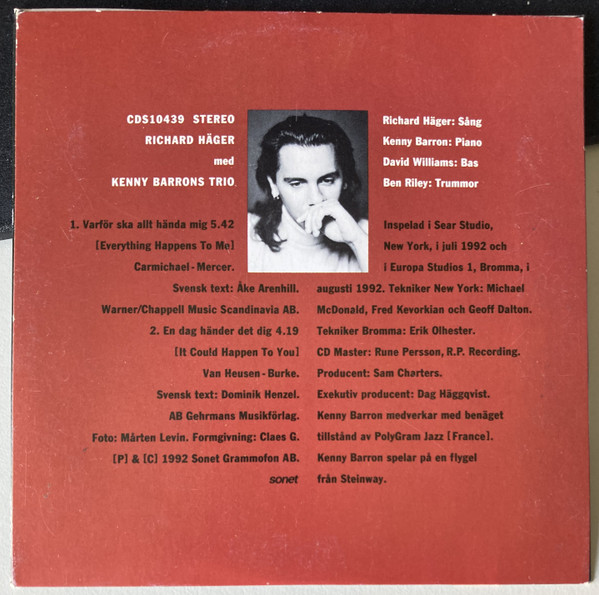 CDS10439 STEREO
RICHARD HÄGER
med
KENNY BARRONS TRIO
Richard Häger: Sång
Kenny Barron: Piano
David Williams: Bas
Ben Riley: Trummor
1. Varför ska allt hända mig 5.42
[Everything Happens To Me]
Carmichael-Mercer.
Svensk text: Åke Arenhill.
Warner/Chappell Music Scandinavia AB.
2. En dag händer det dig 4.19
[It Could Happen To You]
Van Heusen-Burke.
Svensk text: Dominik Henzel.
AB Gehrmans Musikförlag.
Foto: Mårten Levin. Formgivning: Claes G.
[P] & [C] 1992 Sonet Grammofon AB.
sonet
Inspelad i Sear Studio,
New York, i juli 1992 och
i Europa Studios 1, Bromma, i
augusti 1992. Tekniker New York: Michael
McDonald, Fred Kevorkian och Geoff Dalton.
Tekniker Bromma: Erik Olhester.
CD Master: Rune Persson, R.P. Recording.
Producent: Sam Charters.
Exekutiv producent: Dag Häggqvist.
Kenny Barron medverkar med benäget
tillstånd av PolyGram Jazz [France].
Kenny Barron spelar på en flygel
från Steinway.